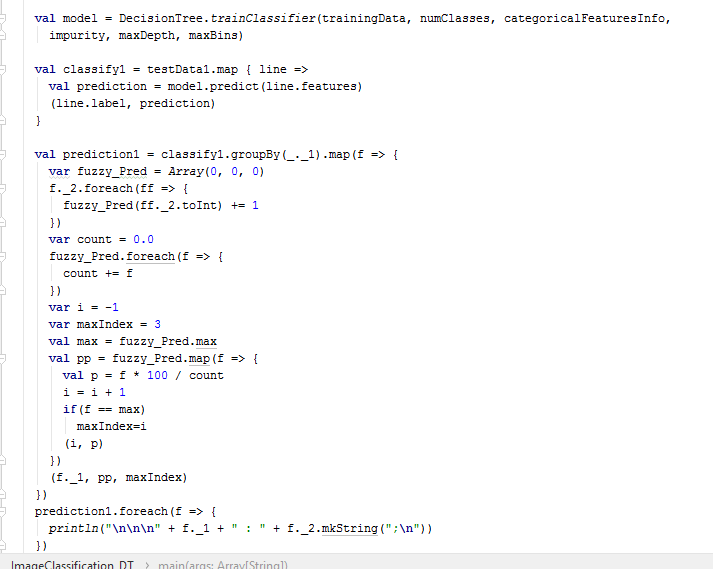 val model = DecisionTree.trainClassifier(trainingData, numClasses, categoricalFeaturesInfo,
impurity, maxDepth, maxBins)
val classify1 = testData1.map { line =>
val prediction = model.predict(line.features)
(line.label, prediction)
}
val prediction1 = classify1.groupBy(_._1).map(f => {
var fuzzy_Pred = Array(0, 0, 0)
f._2.foreach(ff => {
fuzzy_Pred(ff._2.toInt) += 1
})
var count = 0.0
fuzzy_Pred.foreach(f => {
count += f
})
var i = -1
var maxIndex = 3
val max = fuzzy_Pred.max
val pp = fuzzy_Pred.map(f => {
val p = f * 100 / count
i = i + 1
if(f == max)
maxIndex=i
(i, p)
})
(f._1, pp, maxIndex)
})
prediction1.foreach(f => {
println("\n\n\n" + f._1 + " : " + f._2.mkString(";\n"))
})
ImageClassification_DT > main(args: Array[String])